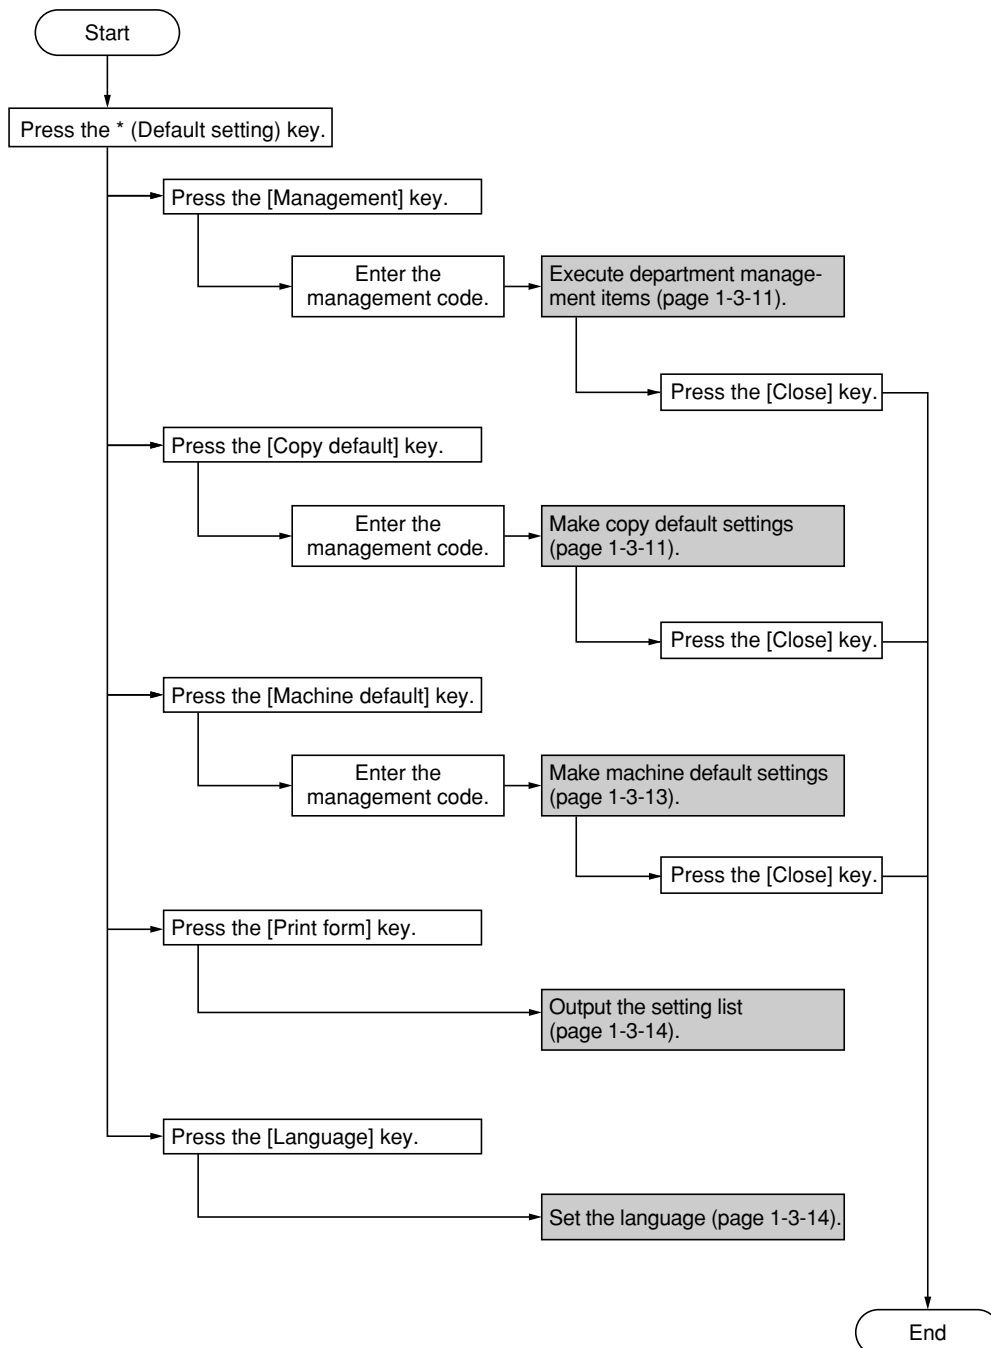 Start
Press the * (Default setting) key.
Press the [Management] key.
Enter the
management code.
Execute department manage-
ment items (page 1-3-11).
Press the [Close] key.
Press the [Copy default] key.
Enter the
management code.
Make copy default settings
(page 1-3-11).
Press the [Close] key.
Press the [Machine default] key.
Enter the
management code.
Make machine default settings
(page 1-3-13).
Press the [Close] key.
Press the [Print form] key.
Output the setting list
(page 1-3-14).
Press the [Language] key.
Set the language (page 1-3-14).
End